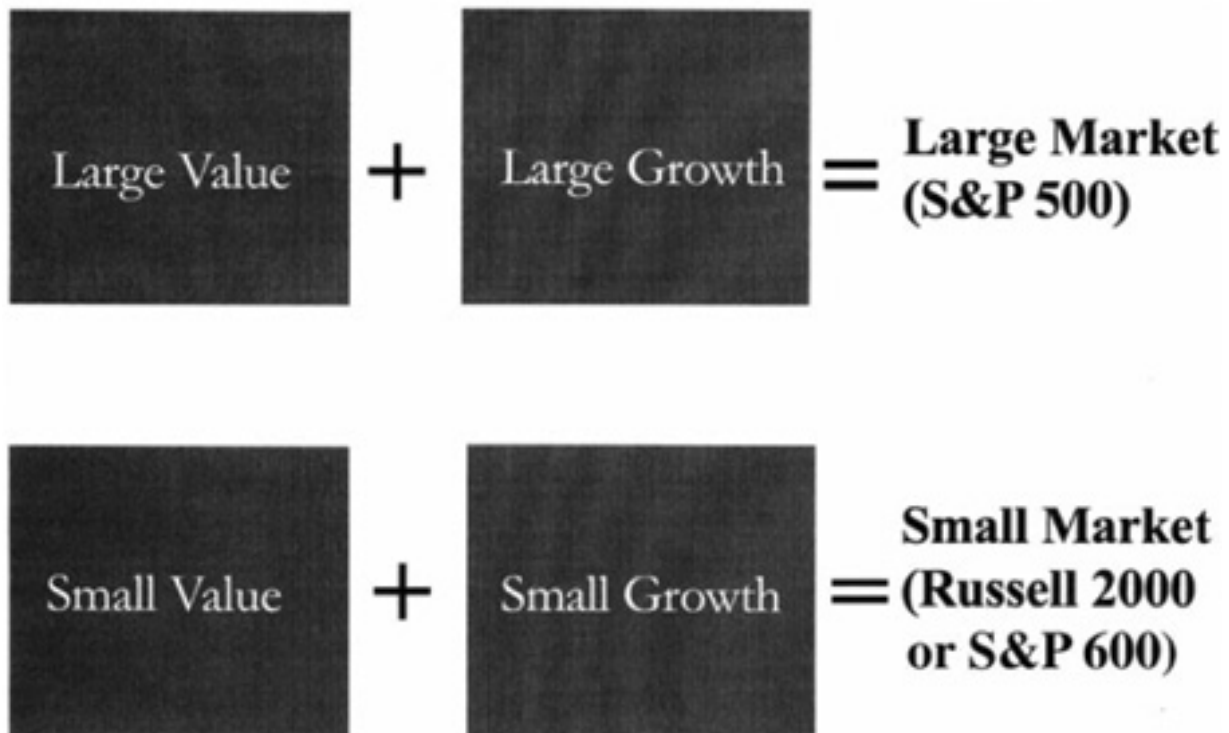 Large Value + Large Growth = Large Market
(S&P 500)
Small Value + Small Growth = Small Market
(Russell 2000
or S&P 600)